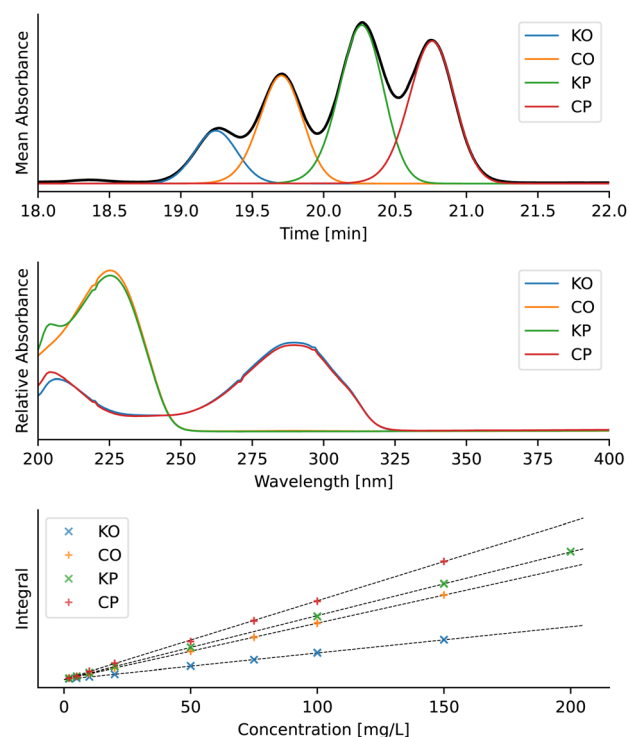 Mean Absorbance
KO
CO
KP
CP
18.0 18.5 19.0 19.5 20.0 20.5 21.0 21.5 22.0
Time [min]
Relative Absorbance
KO
CO
KP
CP
200 225 250 275 300 325 350 375 400
Wavelength [nm]
Integral
KO
CO
KP
CP
0 50 100 150 200
Concentration [mg/L]